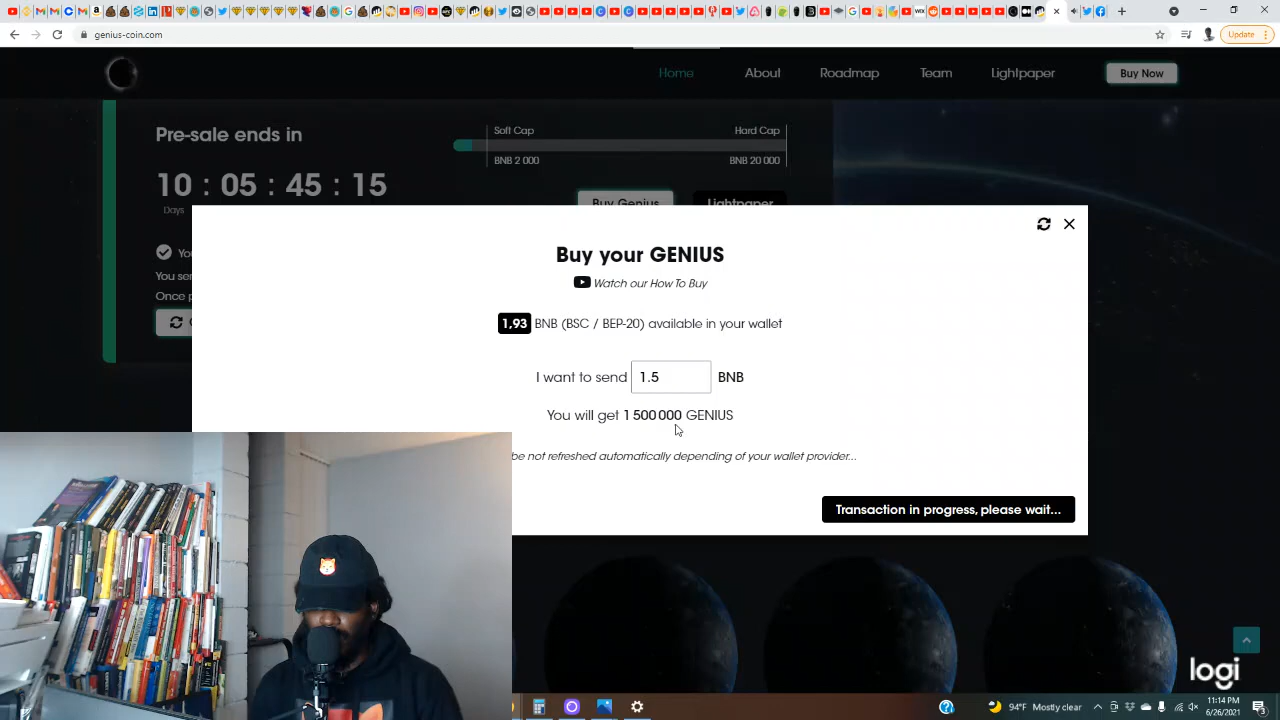 genius-coin.com
Update
Home
About
Roadmap
Team
Lightpaper
Buy Now
Pre-sale ends in
Soft Cap
Hard Cap
BNB 2 000
BNB 20 000
10 : 05 : 45 : 15
Days
Buy Genius
Lightpaper
Buy your GENIUS
Watch our How To Buy
1,93 BNB (BSC / BEP-20) available in your wallet
I want to send 1.5 BNB
You will get 1 500 000 GENIUS
be not refreshed automatically depending of your wallet provider...
Transaction in progress, please wait...
You
You sen
Once p
logi
94°F Mostly clear
11:14 PM
6/26/2021